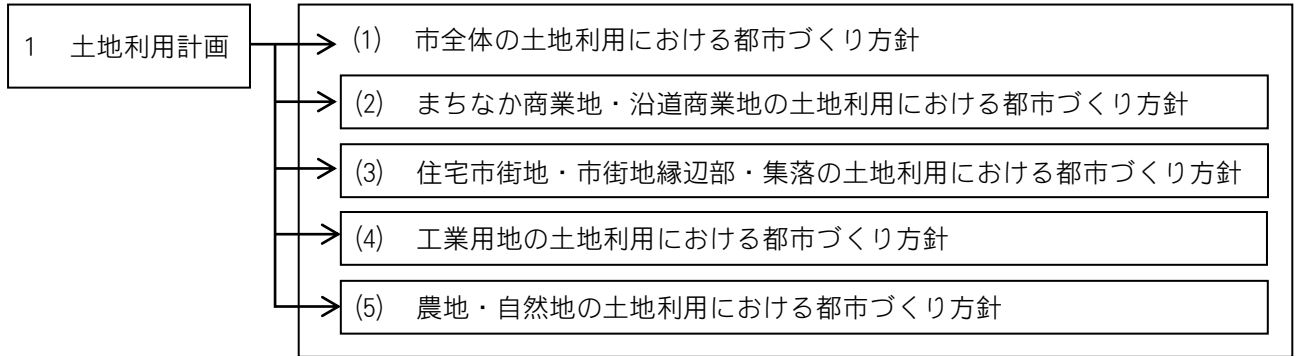 1　土地利用計画
(1)　市全体の土地利用における都市づくり方針
(2)　まちなか商業地・沿道商業地の土地利用における都市づくり方針
(3)　住宅市街地・市街地縁辺部・集落の土地利用における都市づくり方針
(4)　工業用地の土地利用における都市づくり方針
(5)　農地・自然地の土地利用における都市づくり方針